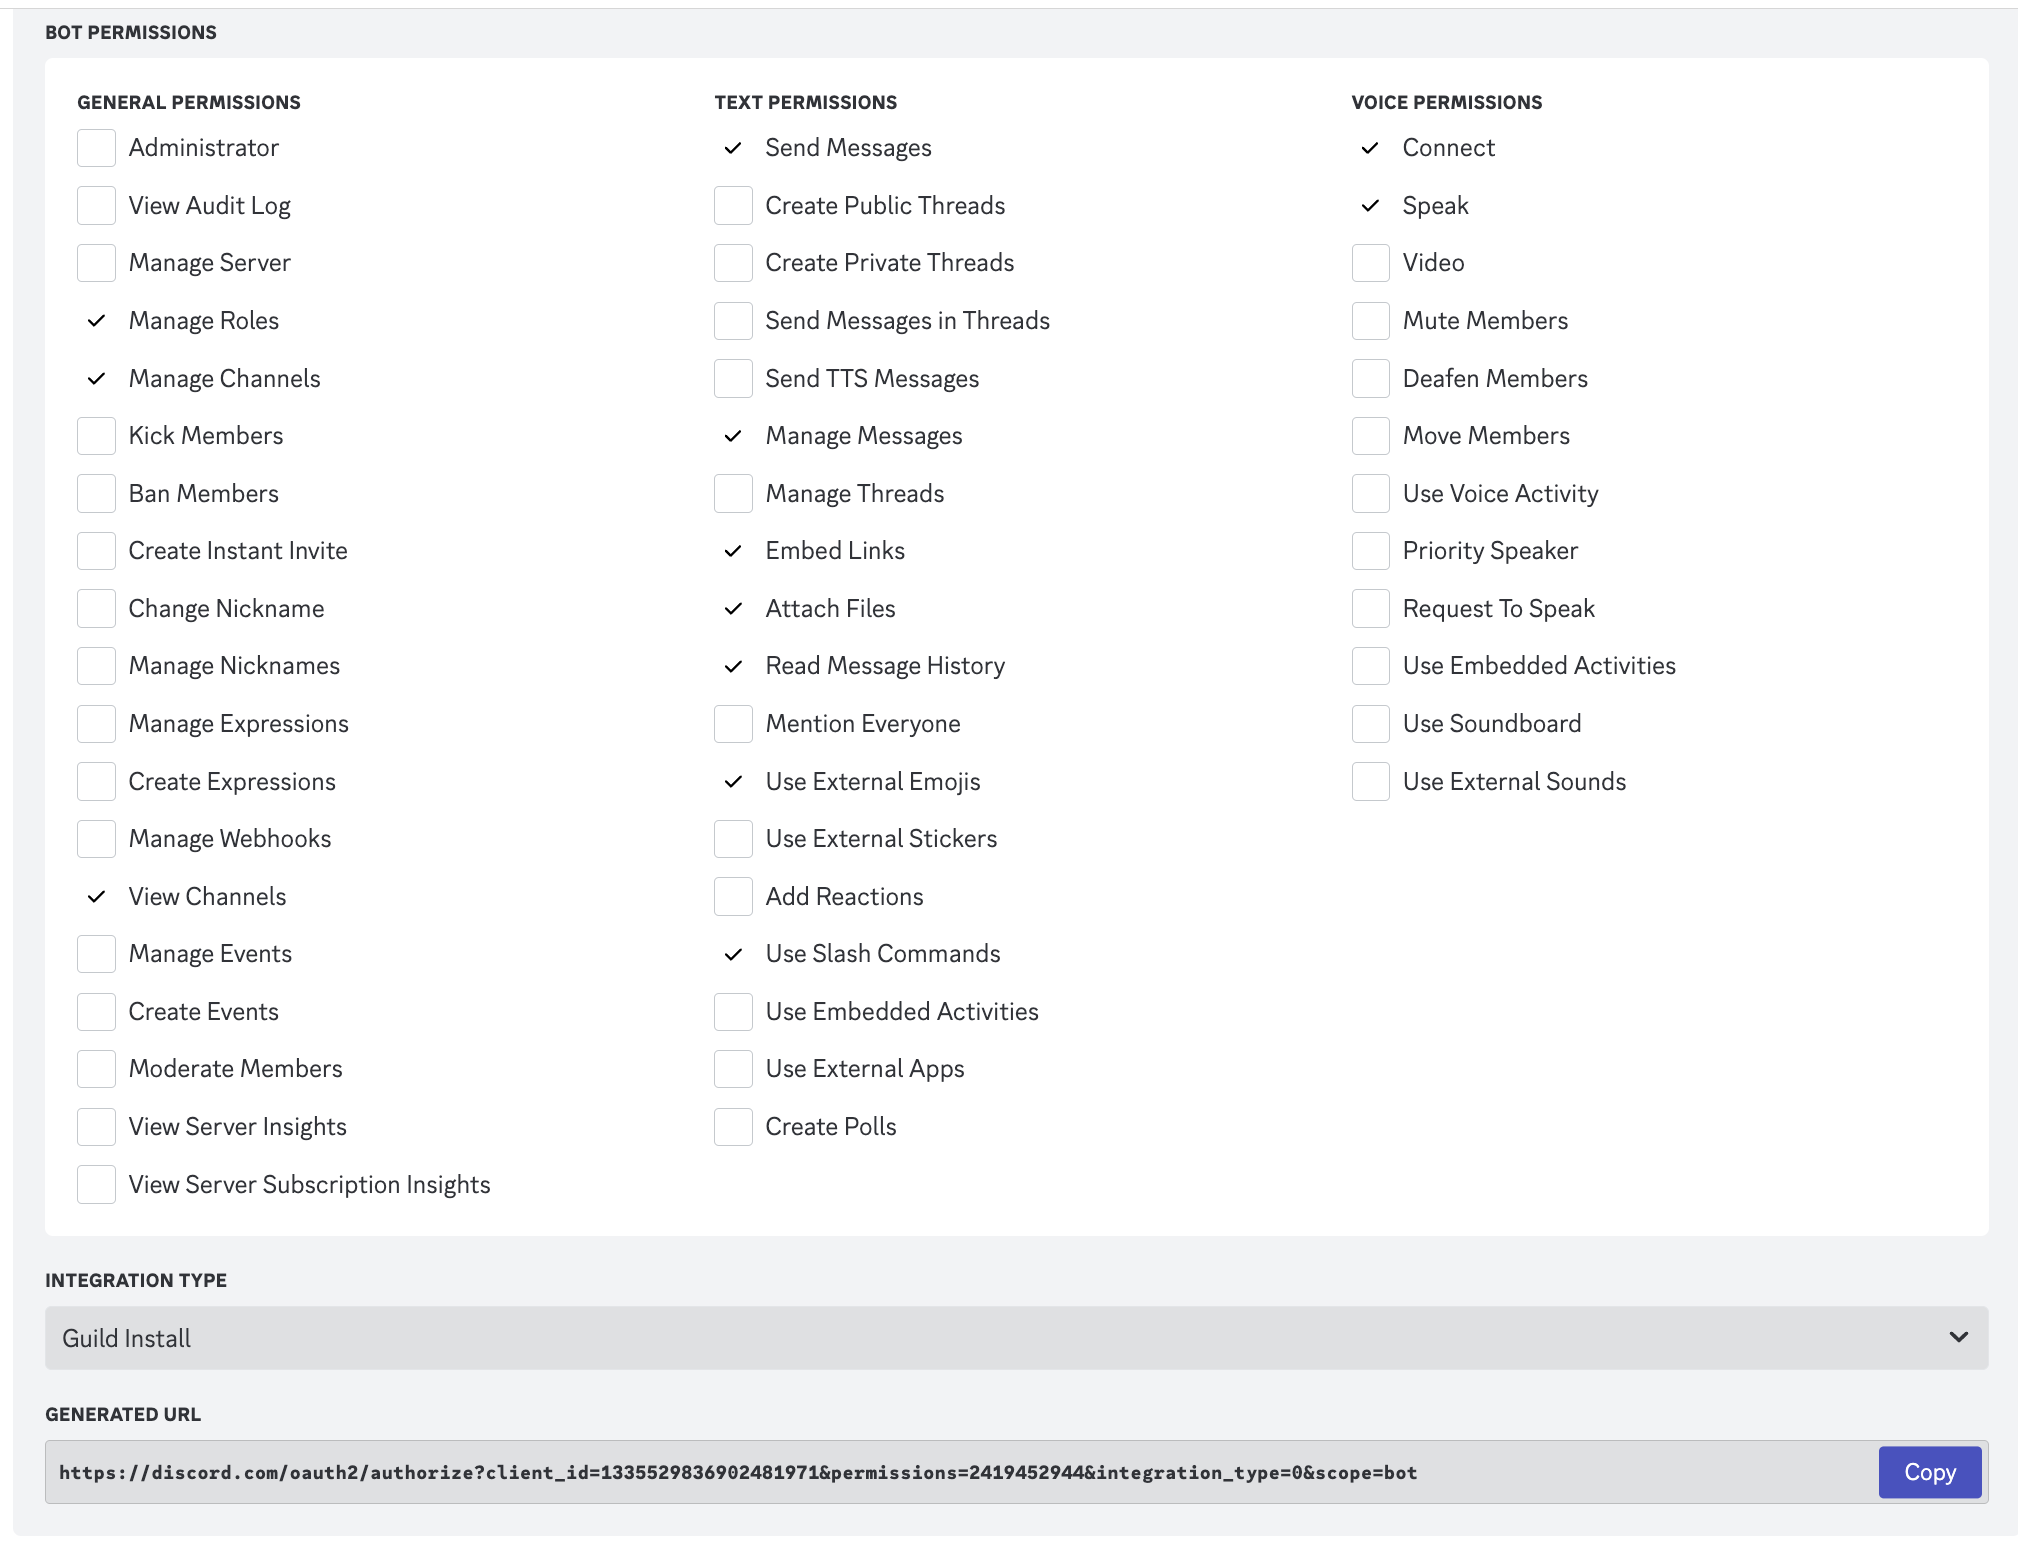 BOT PERMISSIONS
GENERAL PERMISSIONS
Administrator
View Audit Log
Manage Server
Manage Roles
Manage Channels
Kick Members
Ban Members
Create Instant Invite
Change Nickname
Manage Nicknames
Manage Expressions
Create Expressions
Manage Webhooks
View Channels
Manage Events
Create Events
Moderate Members
View Server Insights
View Server Subscription Insights
TEXT PERMISSIONS
Send Messages
Create Public Threads
Create Private Threads
Send Messages in Threads
Send TTS Messages
Manage Messages
Manage Threads
Embed Links
Attach Files
Read Message History
Mention Everyone
Use External Emojis
Use External Stickers
Add Reactions
Use Slash Commands
Use Embedded Activities
Use External Apps
Create Polls
VOICE PERMISSIONS
Connect
Speak
Video
Mute Members
Deafen Members
Move Members
Use Voice Activity
Priority Speaker
Request To Speak
Use Embedded Activities
Use Soundboard
Use External Sounds
INTEGRATION TYPE
Guild Install
GENERATED URL
https://discord.com/oauth2/authorize?client_id=1335529836902481971&permissions=2419452944&integration_type=0&scope=bot
Copy